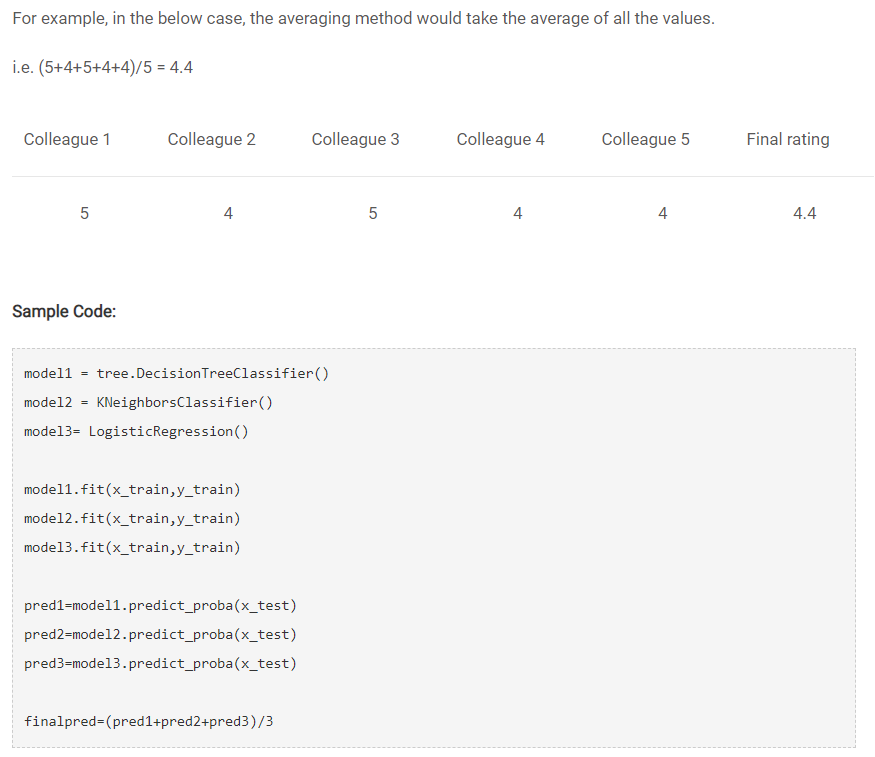 For example, in the below case, the averaging method would take the average of all the values.
i.e. (5+4+5+4+4)/5 = 4.4
Colleague 1 Colleague 2 Colleague 3 Colleague 4 Colleague 5 Final rating
5 4 5 4 4 4.4
Sample Code:
model1 = tree.DecisionTreeClassifier()
model2 = KNeighborsClassifier()
model3= LogisticRegression()
model1.fit(x_train,y_train)
model2.fit(x_train,y_train)
model3.fit(x_train,y_train)
pred1=model1.predict_proba(x_test)
pred2=model2.predict_proba(x_test)
pred3=model3.predict_proba(x_test)
finalpred=(pred1+pred2+pred3)/3